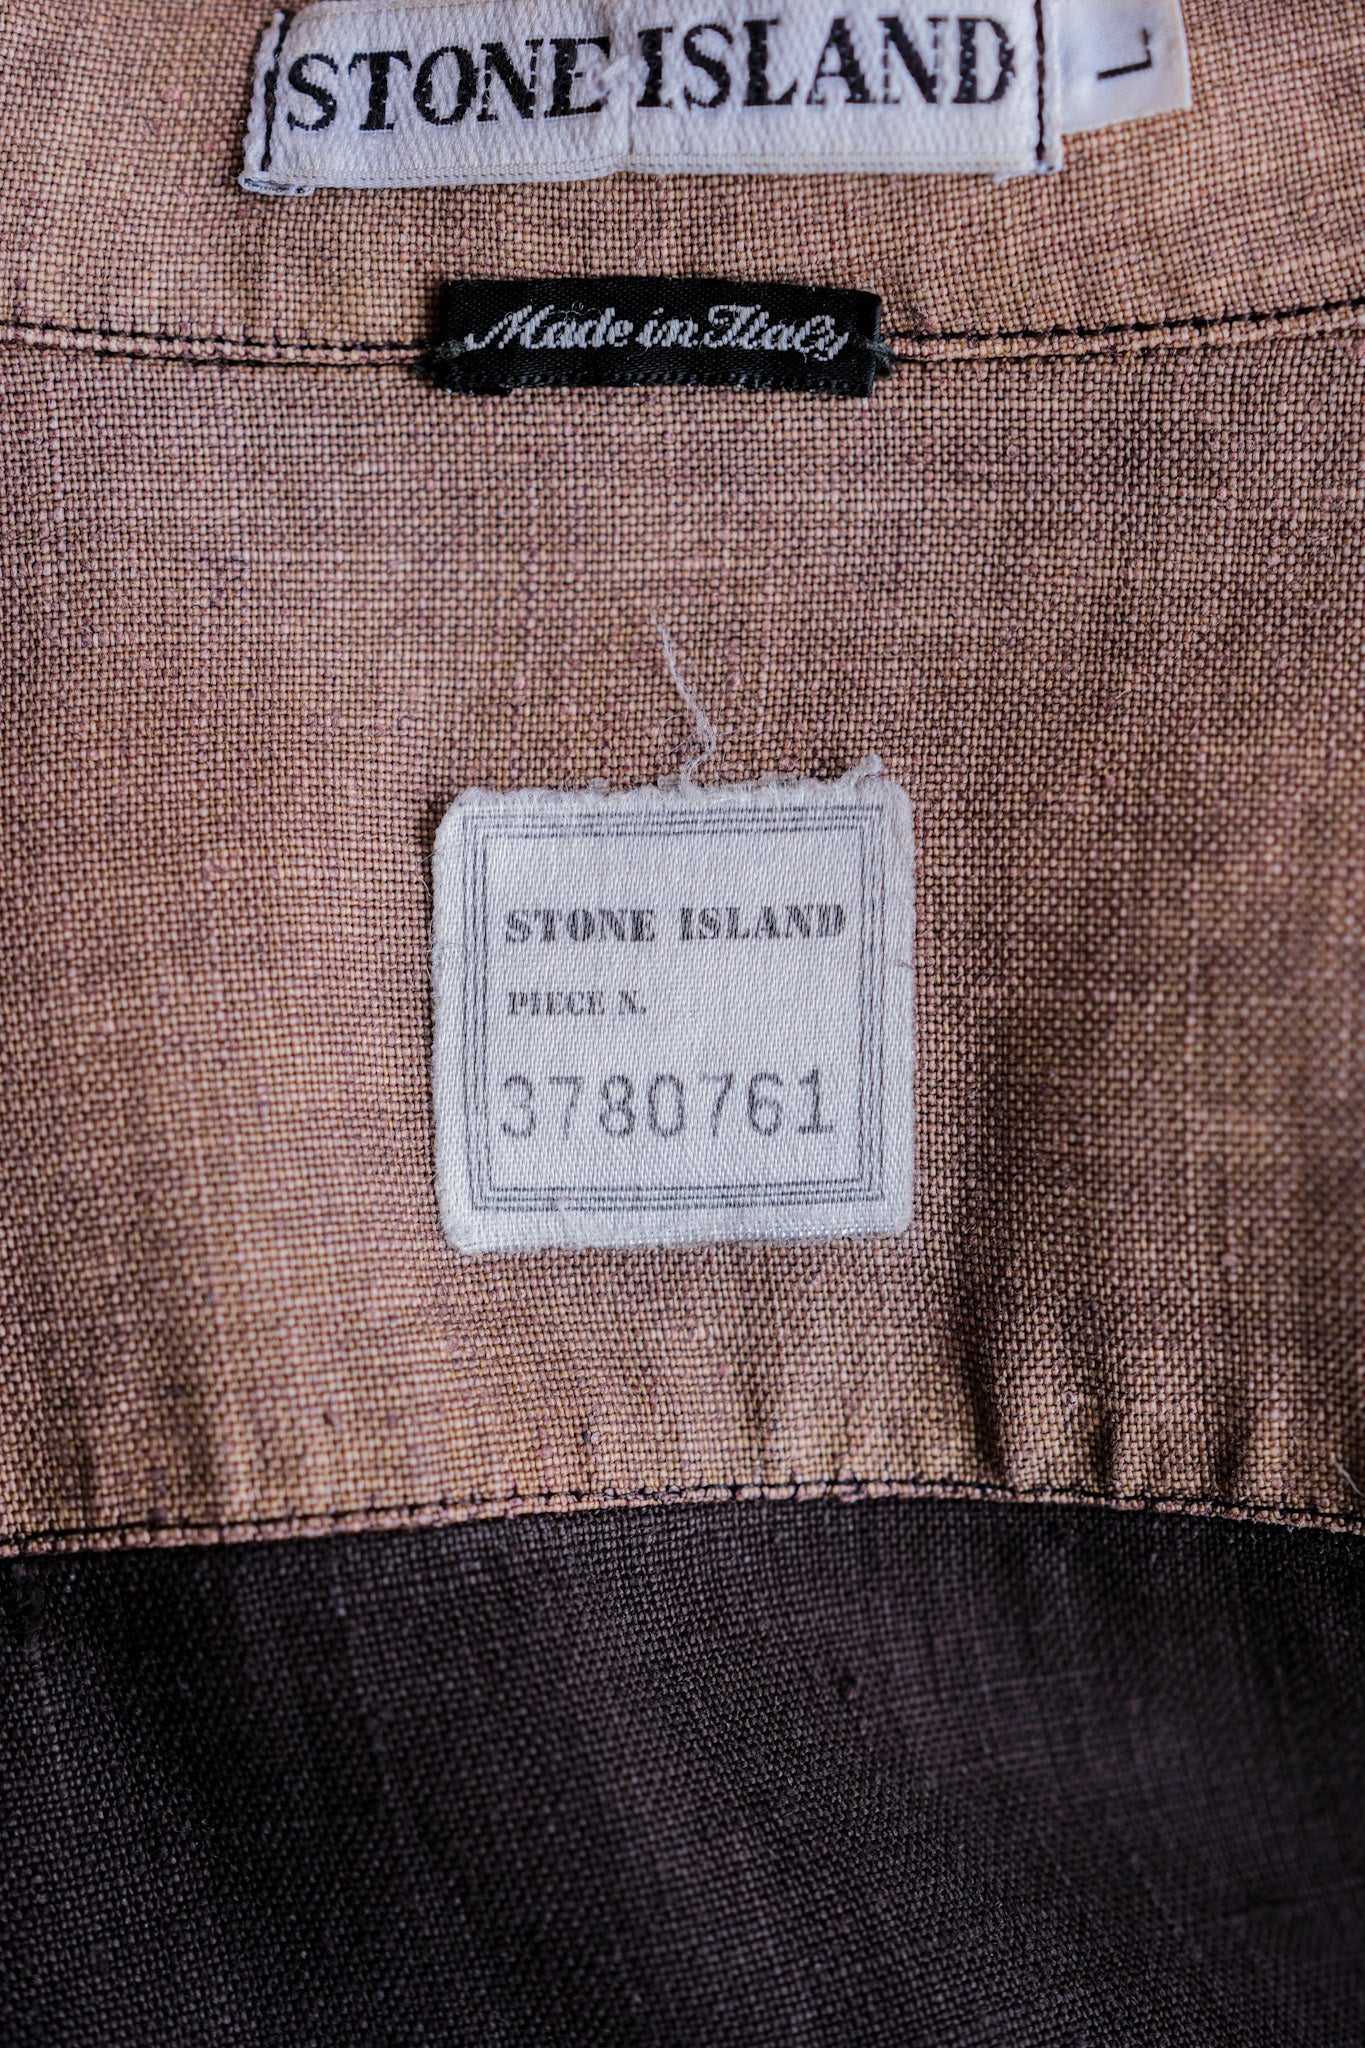 STONE ISLAND
L
Made in Italy
STONE ISLAND
PIECE N.
3780761